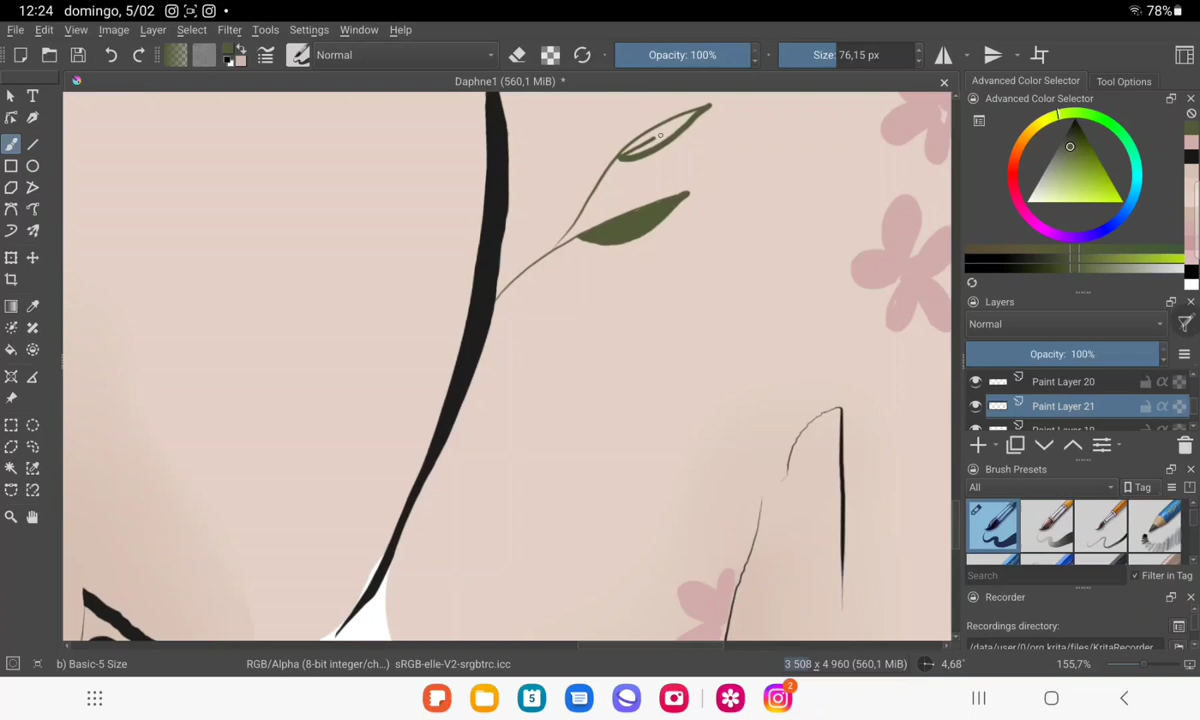 12:24 domingo, 5/02 78%
File Edit View Image Layer Select Filter Tools Settings Window Help
Normal Opacity: 100% Size: 76,15 px
Daphne1 (560,1 MiB) *
Advanced Color Selector Tool Options
Advanced Color Selector
Layers
Normal
Opacity: 100%
Paint Layer 20
Paint Layer 21
Brush Presets
All Tag
Search Filter in Tag
Recorder
Recordings directory:
/data/user/0/org.krita/files/KritaRecorder
b) Basic-5 Size RGB/Alpha (8-bit integer/ch...) sRGB-elle-V2-srgbtrc.icc 3 508 x 4 960 (560,1 MiB) 4,68° 155,7%
5 2